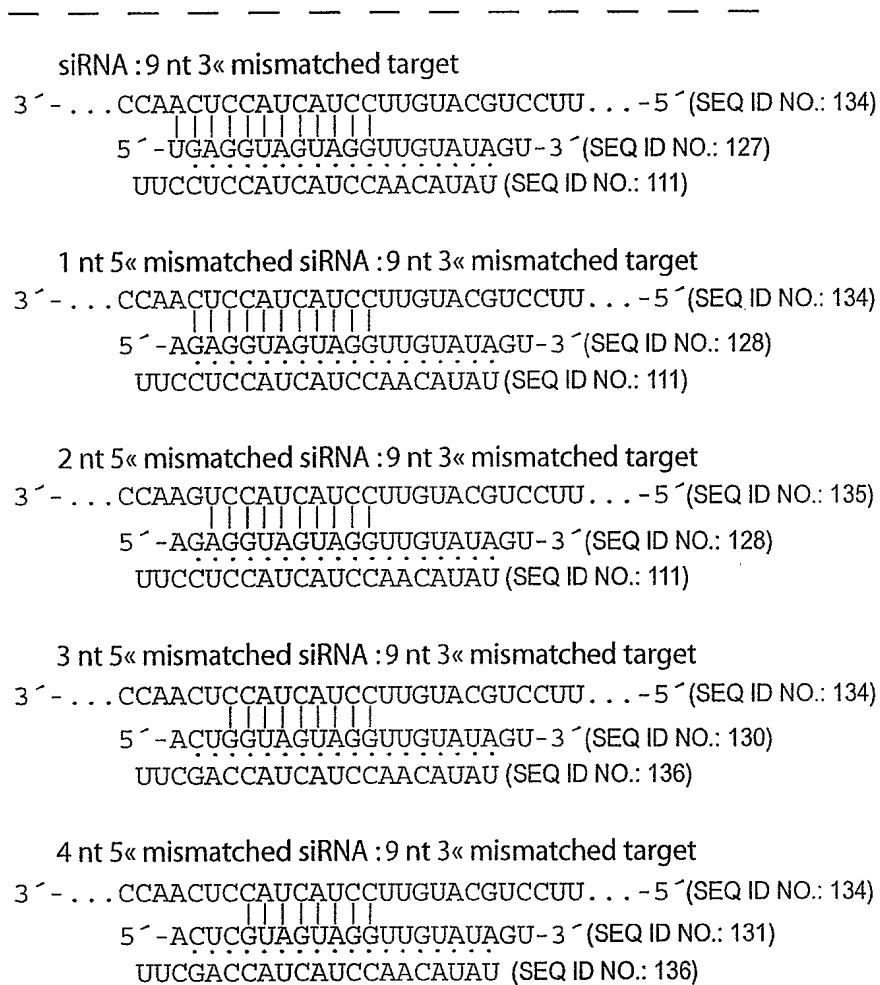 siRNA : 9 nt 3« mismatched target
3´- . . . CCAACUCCAUCAUCCUUGUACGUCCUU. . . -5´(SEQ ID NO.: 134)
5´-UGAGGUAGUAGGUUGUAUAGU-3´(SEQ ID NO.: 127)
UUCCUCCAUCAUCCAACAUAU (SEQ ID NO.: 111)
1 nt 5« mismatched siRNA : 9 nt 3« mismatched target
3´- . . . CCAACUCCAUCAUCCUUGUACGUCCUU. . . -5´(SEQ ID NO.: 134)
5´-AGAGGUAGUAGGUUGUAUAGU-3´(SEQ ID NO.: 128)
UUCCUCCAUCAUCCAACAUAU (SEQ ID NO.: 111)
2 nt 5« mismatched siRNA : 9 nt 3« mismatched target
3´- . . . CCAAGUCCAUCAUCCUUGUACGUCCUU. . . -5´(SEQ ID NO.: 135)
5´-AGAGGUAGUAGGUUGUAUAGU-3´(SEQ ID NO.: 128)
UUCCUCCAUCAUCCAACAUAU (SEQ ID NO.: 111)
3 nt 5« mismatched siRNA : 9 nt 3« mismatched target
3´- . . . CCAACUCCAUCAUCCUUGUACGUCCUU. . . -5´(SEQ ID NO.: 134)
5´-ACUGGUAGUAGGUUGUAUAGU-3´(SEQ ID NO.: 130)
UUCGACCAUCAUCCAACAUAU (SEQ ID NO.: 136)
4 nt 5« mismatched siRNA : 9 nt 3« mismatched target
3´- . . . CCAACUCCAUCAUCCUUGUACGUCCUU. . . -5´(SEQ ID NO.: 134)
5´-ACUCGUAGUAGGUUGUAUAGU-3´(SEQ ID NO.: 131)
UUCGACCAUCAUCCAACAUAU (SEQ ID NO.: 136)